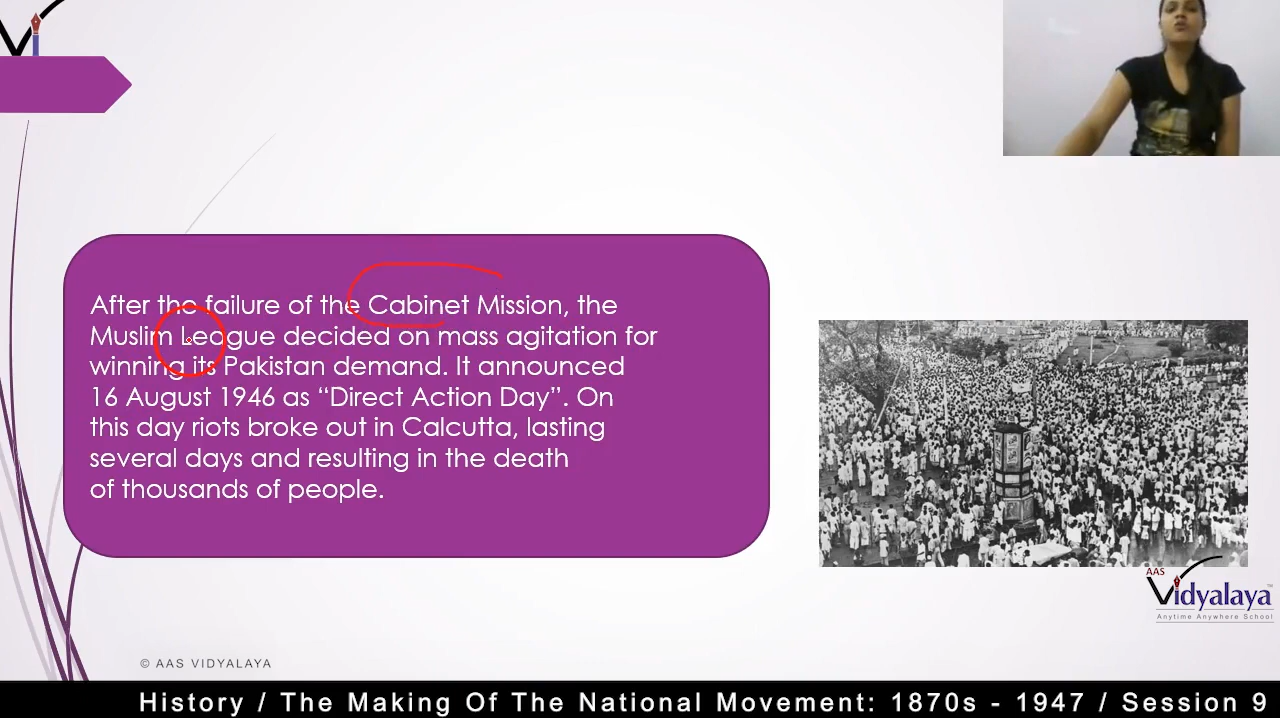 After the failure of the Cabinet Mission, the
Muslim League decided on mass agitation for
winning its Pakistan demand. It announced
16 August 1946 as “Direct Action Day”. On
this day riots broke out in Calcutta, lasting
several days and resulting in the death
of thousands of people.
AAS
Vidyalaya
TM
Anytime Anywhere School
© AAS VIDYALAYA
History / The Making Of The National Movement: 1870s - 1947 / Session 9